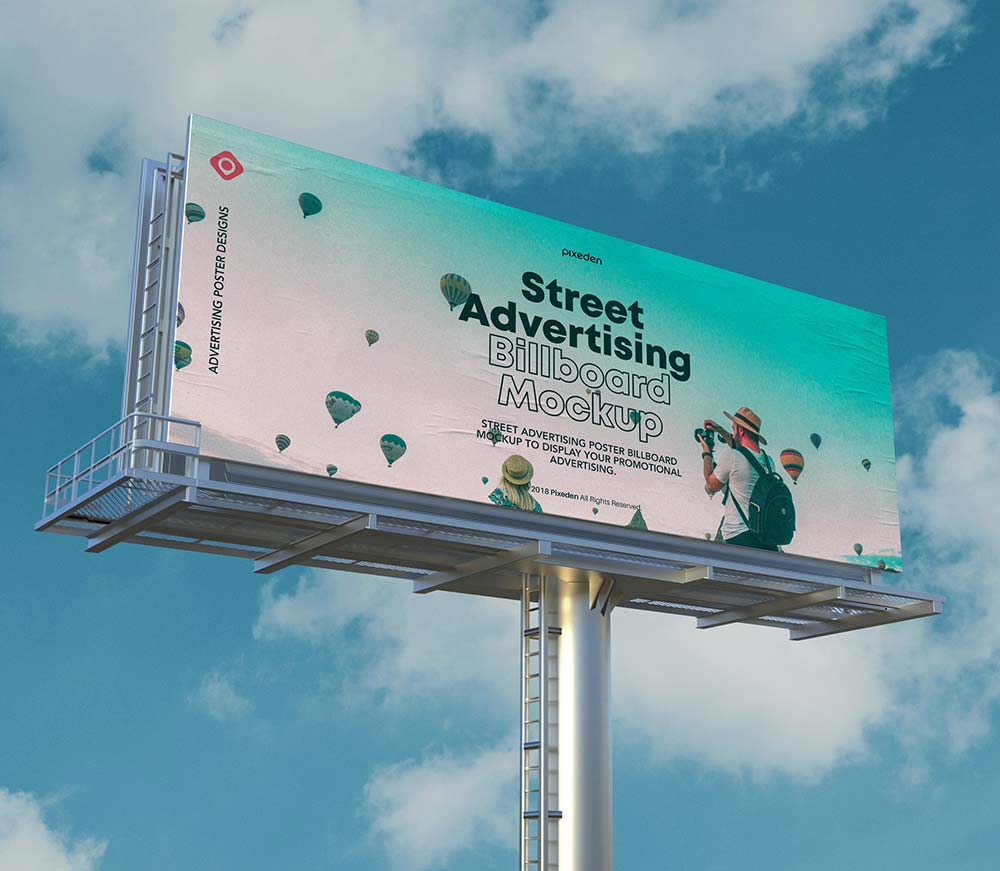 ADVERTISING POSTER DESIGNS
pixeden
Street
Advertising
Billboard
Mockup
STREET ADVERTISING POSTER BILLBOARD
MOCKUP TO DISPLAY YOUR PROMOTIONAL
ADVERTISING.
2018 Pixeden All Rights Reserved